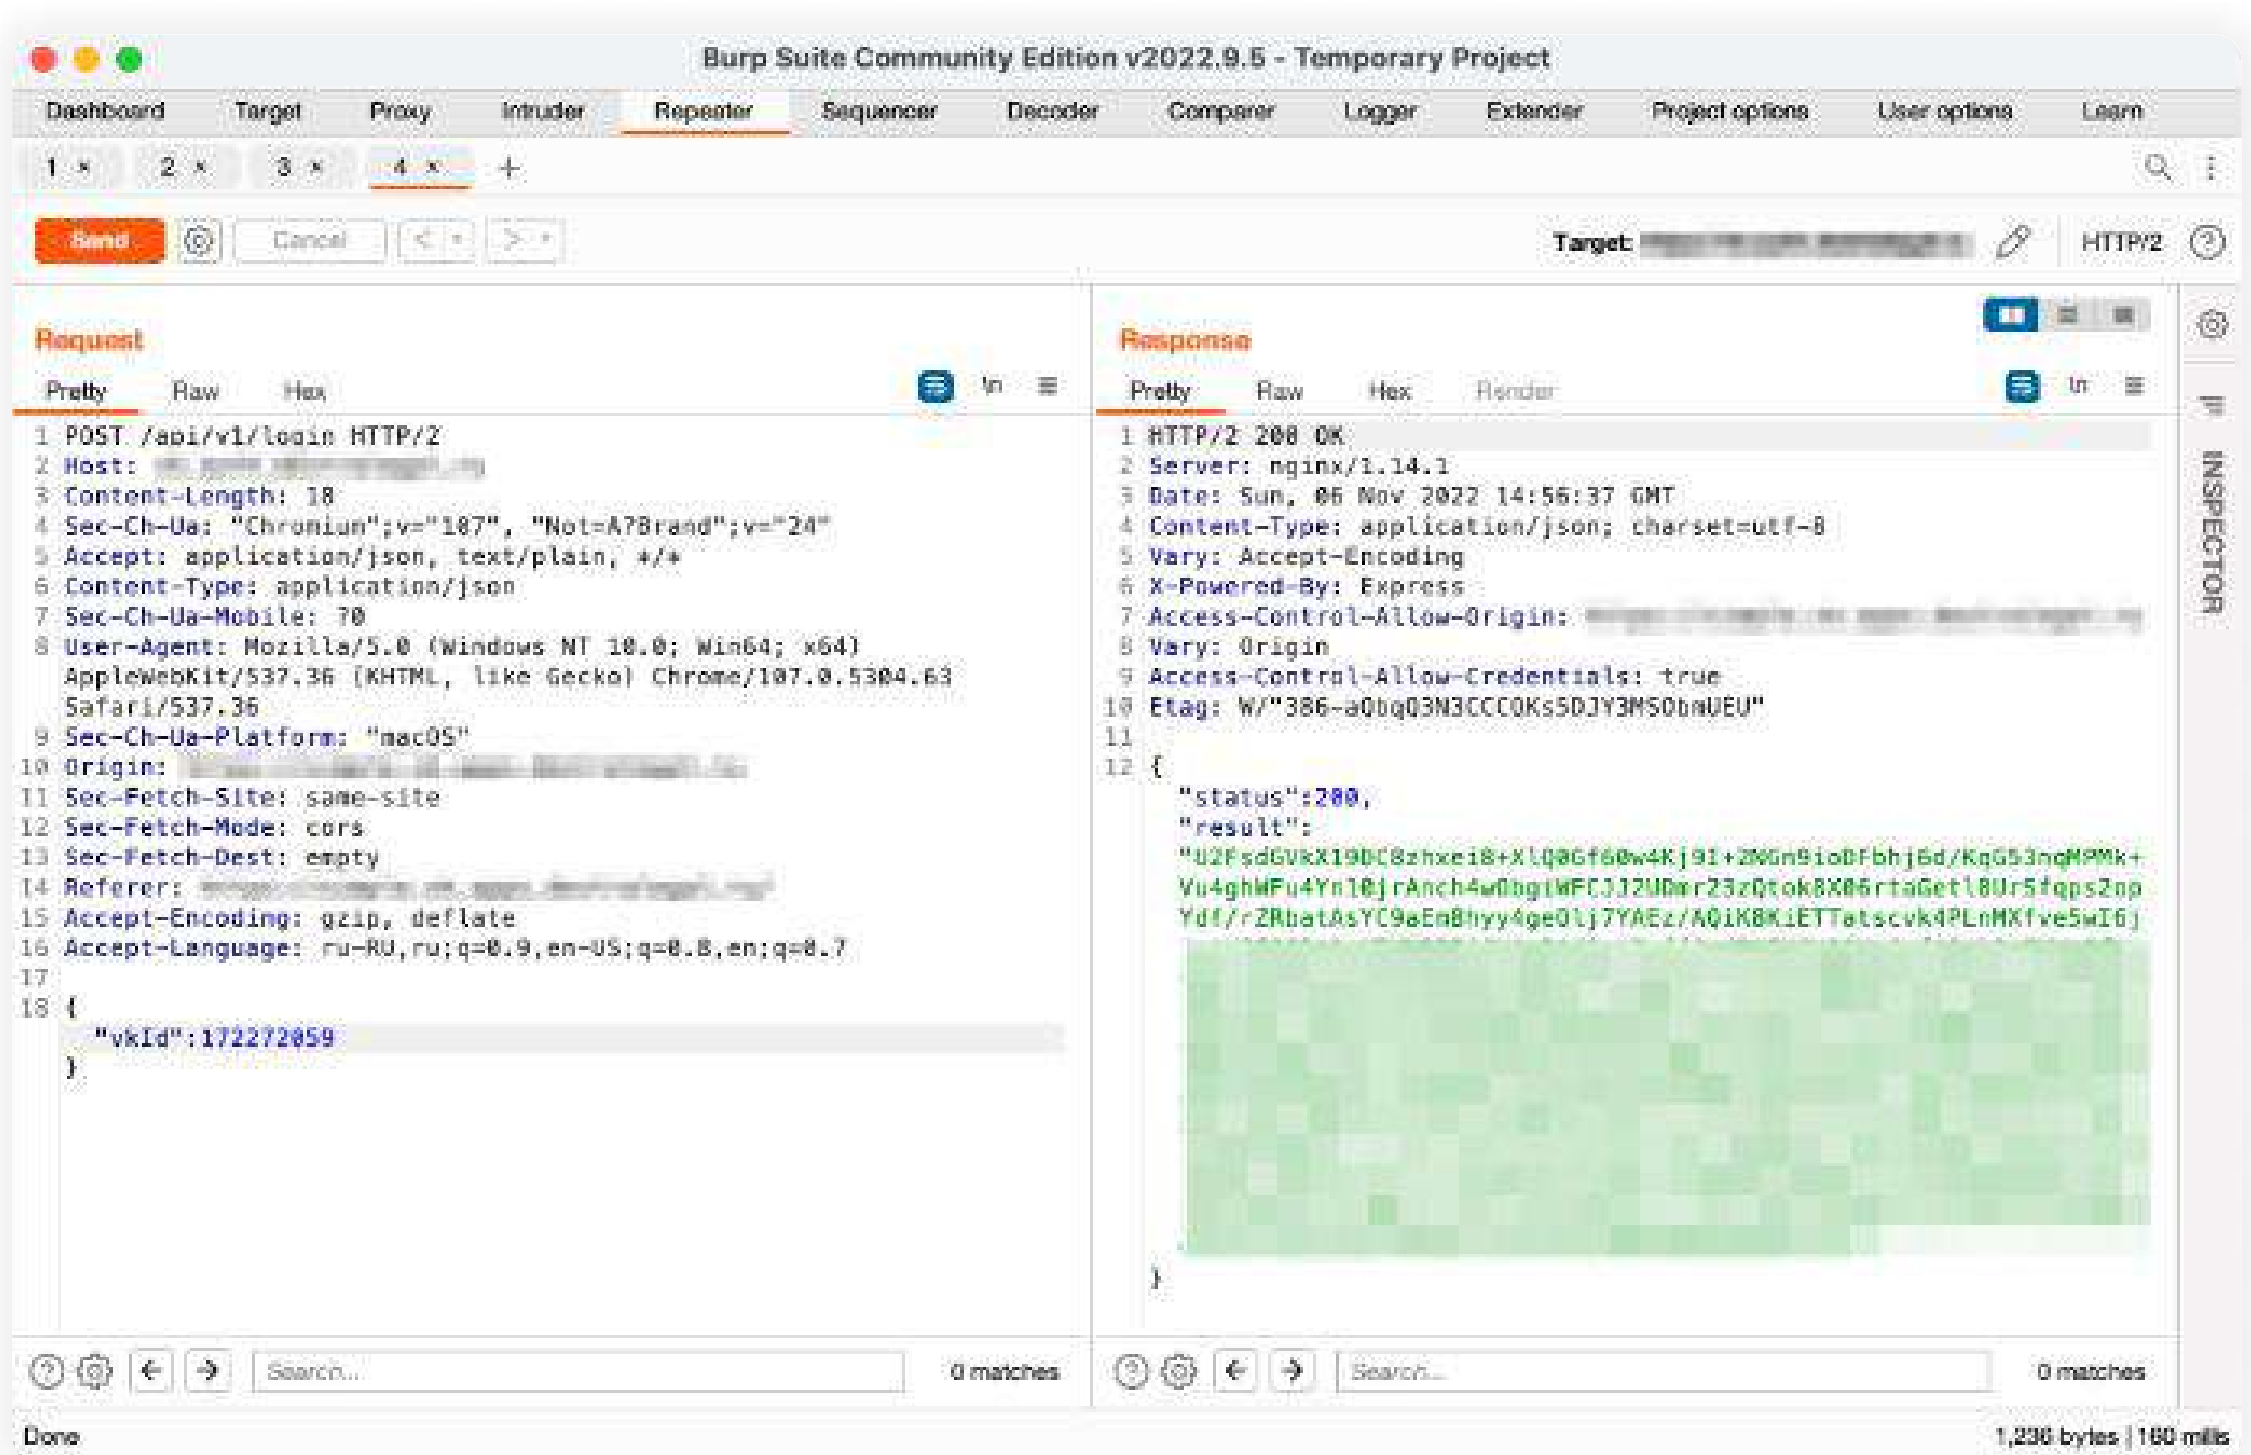 Burp Suite Community Edition v2022.9.5 - Temporary Project
Dashboard Target Proxy Intruder Repeater Sequencer Decoder Comparer Logger Extender Project options User options Learn
1 × 2 × 3 × 4 × +
Send Cancel < >
Target: HTTP/2
Request
Pretty Raw Hex \n
1 POST /api/v1/login HTTP/2
2 Host:
3 Content-Length: 18
4 Sec-Ch-Ua: "Chromium";v="107", "Not=A?Brand";v="24"
5 Accept: application/json, text/plain, */*
6 Content-Type: application/json
7 Sec-Ch-Ua-Mobile: ?0
8 User-Agent: Mozilla/5.0 (Windows NT 10.0; Win64; x64)
AppleWebKit/537.36 (KHTML, like Gecko) Chrome/107.0.5304.63
Safari/537.36
9 Sec-Ch-Ua-Platform: "macOS"
10 Origin:
11 Sec-Fetch-Site: same-site
12 Sec-Fetch-Mode: cors
13 Sec-Fetch-Dest: empty
14 Referer:
15 Accept-Encoding: gzip, deflate
16 Accept-Language: ru-RU,ru;q=0.9,en-US;q=0.8,en;q=0.7
17
18 {
"vkId":172272059
}
Search...
0 matches
Response
Pretty Raw Hex Render \n
1 HTTP/2 200 OK
2 Server: nginx/1.14.1
3 Date: Sun, 06 Nov 2022 14:56:37 GMT
4 Content-Type: application/json; charset=utf-8
5 Vary: Accept-Encoding
6 X-Powered-By: Express
7 Access-Control-Allow-Origin:
8 Vary: Origin
9 Access-Control-Allow-Credentials: true
10 Etag:
11
12 {
"status":200,
"result":
}
Search...
0 matches
INSPECTOR
Done
1,236 bytes | 160 millis